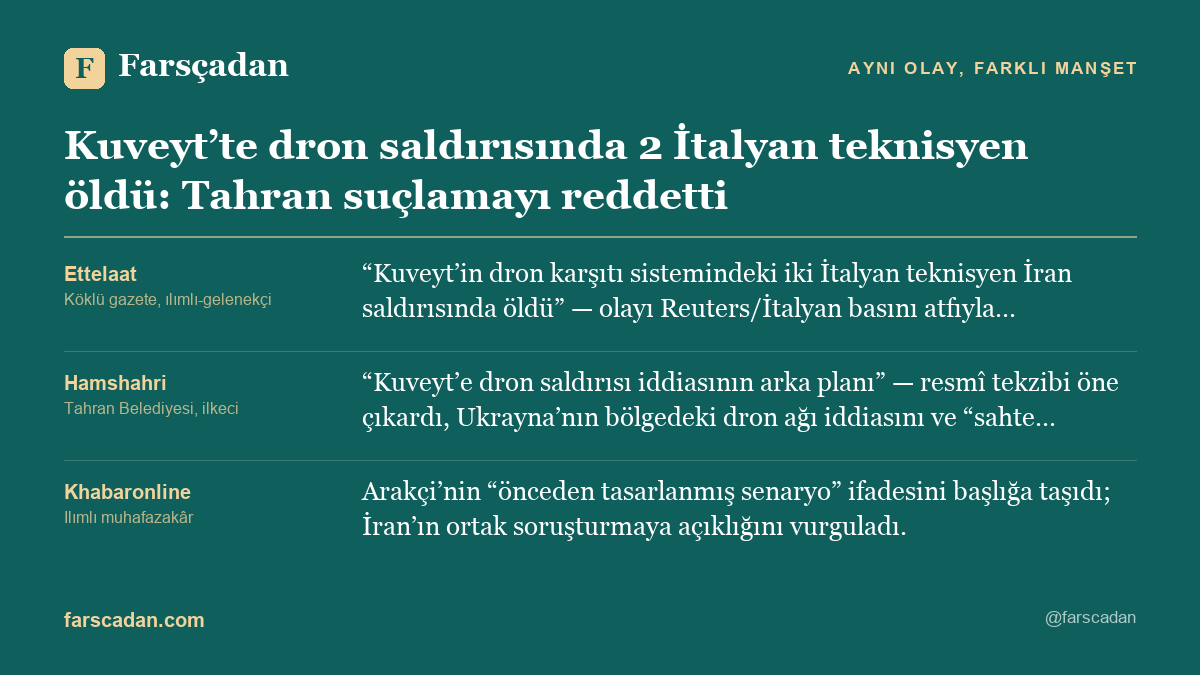 F Farsçadan
AYNI OLAY, FARKLI MANŞET
Kuveyt’te dron saldırısında 2 İtalyan teknisyen
öldü: Tahran suçlamayı reddetti
Ettelaat
Köklü gazete, ılımlı-gelenekçi
“Kuveyt’in dron karşıtı sistemindeki iki İtalyan teknisyen İran
saldırısında öldü” — olayı Reuters/İtalyan basını atfıyla...
Hamshahri
Tahran Belediyesi, ilkeci
“Kuveyt’e dron saldırısı iddiasının arka planı” — resmî tekzibi öne
çıkardı, Ukrayna’nın bölgedeki dron ağı iddiasını ve “sahte...
Khabaronline
Ilımlı muhafazakâr
Arakçi’nin “önceden tasarlanmış senaryo” ifadesini başlığa taşıdı;
İran’ın ortak soruşturmaya açıklığını vurguladı.
farscadan.com
@farscadan